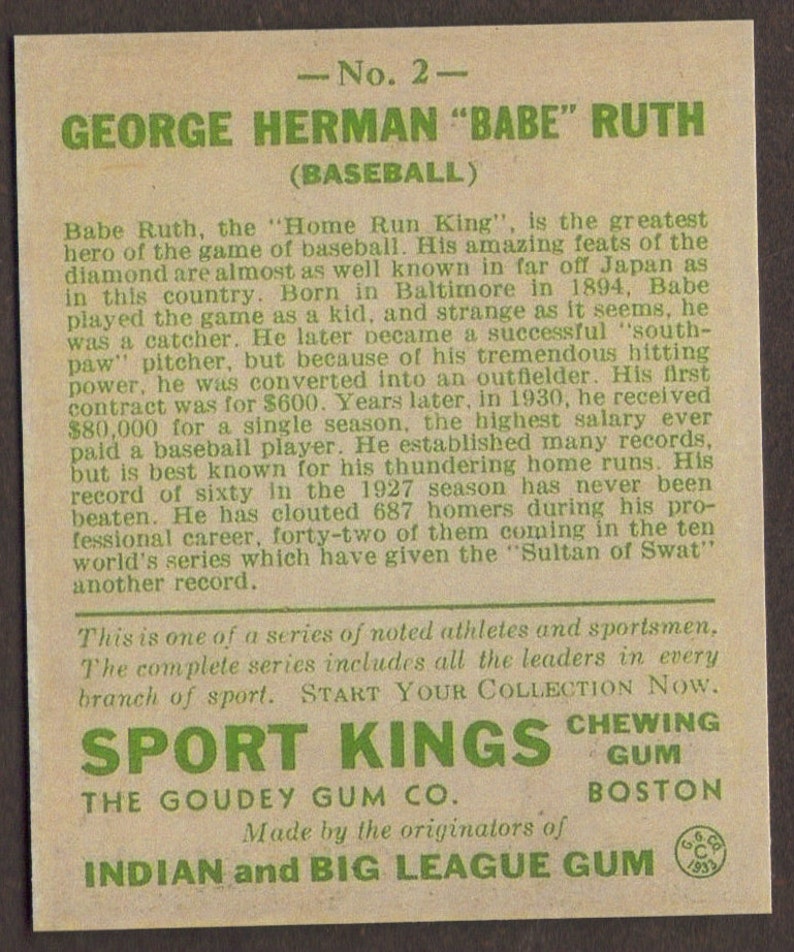 —No. 2—
GEORGE HERMAN "BABE" RUTH
(BASEBALL)
Babe Ruth, the "Home Run King", is the greatest
hero of the game of baseball. His amazing feats of the
diamond are almost as well known in far off Japan as
in this country. Born in Baltimore in 1894, Babe
played the game as a kid, and strange as it seems, he
was a catcher. He later became a successful "south-
paw" pitcher, but because of his tremendous hitting
power, he was converted into an outfielder. His first
contract was for $600. Years later, in 1930, he received
$80,000 for a single season, the highest salary ever
paid a baseball player. He established many records,
but is best known for his thundering home runs. His
record of sixty in the 1927 season has never been
beaten. He has clouted 687 homers during his pro-
fessional career, forty-two of them coming in the ten
world's series which have given the "Sultan of Swat"
another record.
This is one of a series of noted athletes and sportsmen.
The complete series includes all the leaders in every
branch of sport. START YOUR COLLECTION NOW.
SPORT KINGS CHEWING GUM
THE GOUDEY GUM CO. BOSTON
Made by the originators of
INDIAN and BIG LEAGUE GUM
G. G. CO.
C
1933